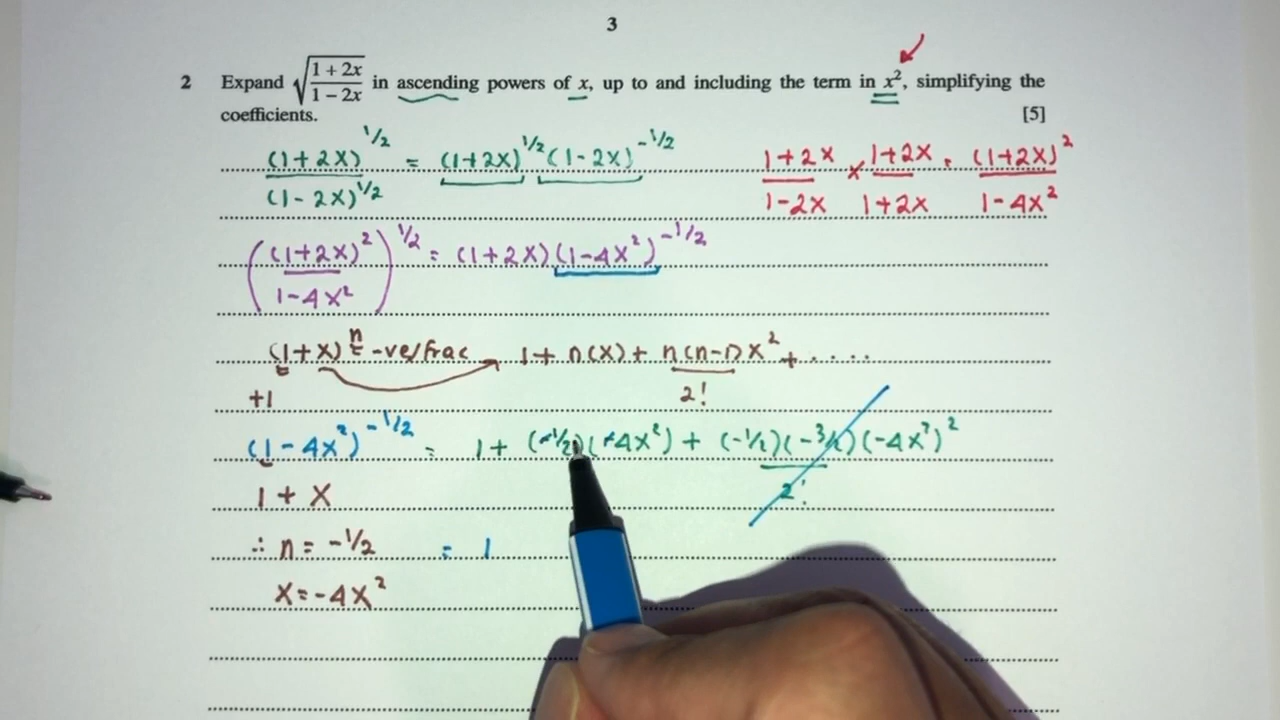 3
2 Expand √((1 + 2x)/(1 − 2x)) in ascending powers of x, up to and including the term in x², simplifying the
coefficients. [5]
(1+2x)^1/2 / (1-2x)^1/2 = (1+2x)^1/2 (1-2x)^-1/2
1+2x / 1-2x × 1+2x / 1+2x = (1+2x)² / 1-4x²
((1+2x)² / 1-4x²)^1/2 = (1+2x)(1-4x²)^-1/2
(1+x)^n = -ve/frac → 1 + n(x) + n(n-1)x² / 2! + ....
+1
(1-4x²)^-1/2 = 1 + (-1/2)(-4x²) + (-1/2)(-3/2)(-4x²)² / 2!
1 + x
∴ n = -1/2 = 1
x = -4x²